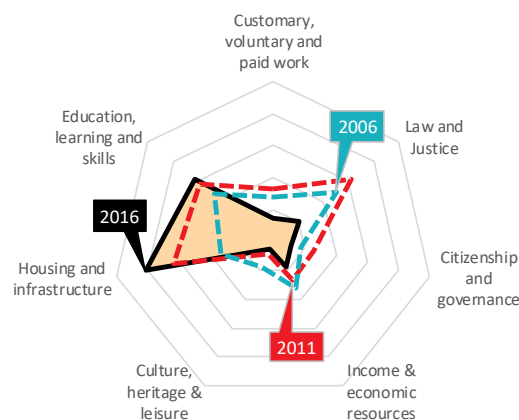 Customary,
voluntary and
paid work
Education,
learning and
skills
2006
Law and
Justice
2016
Housing and
infrastructure
Citizenship
and
governance
2011
Culture,
heritage &
leisure
Income &
economic
resources